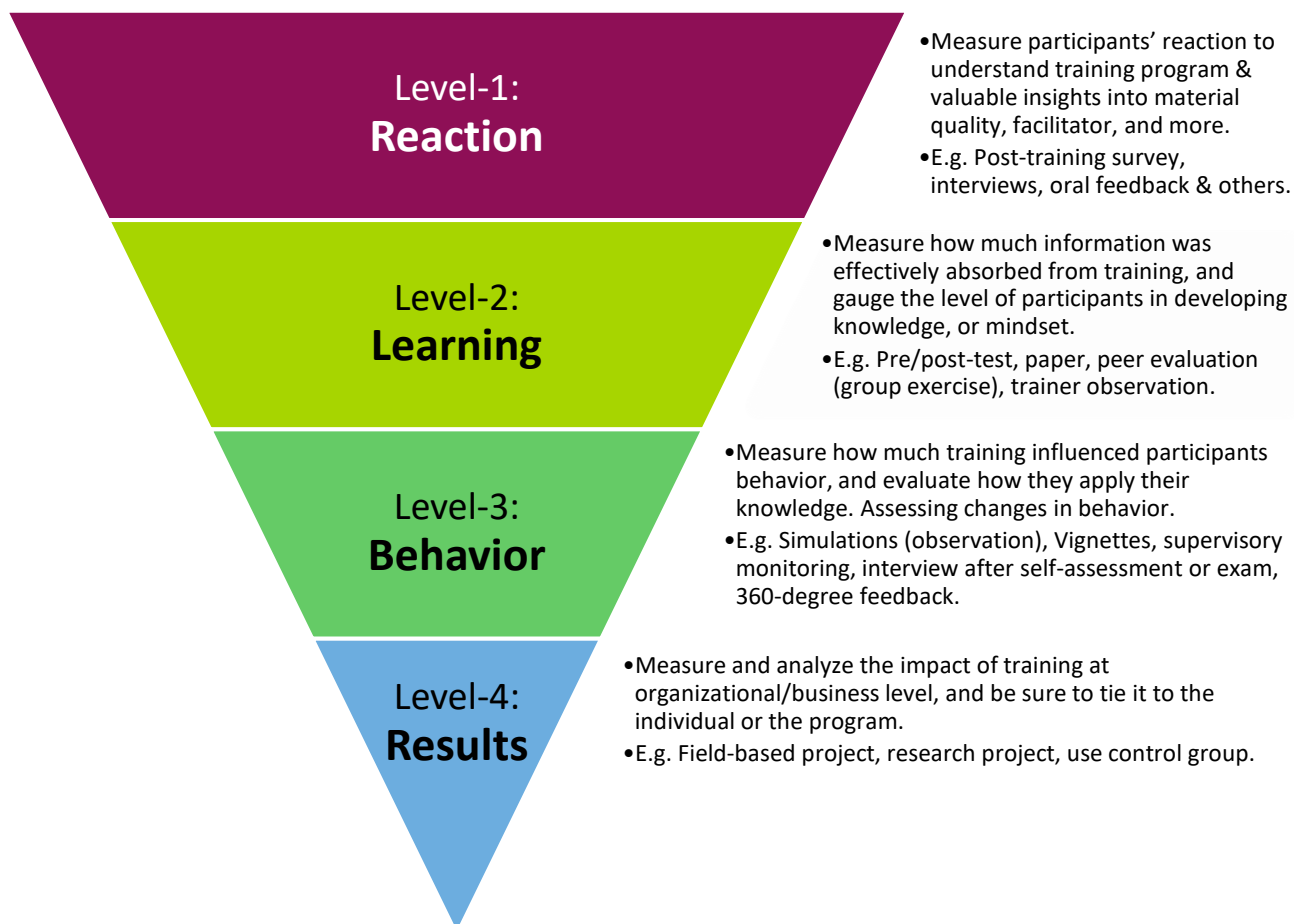 Level-1:
Reaction
•Measure participants’ reaction to
understand training program &
valuable insights into material
quality, facilitator, and more.
•E.g. Post-training survey,
interviews, oral feedback & others.
Level-2:
Learning
•Measure how much information was
effectively absorbed from training, and
gauge the level of participants in developing
knowledge, or mindset.
•E.g. Pre/post-test, paper, peer evaluation
(group exercise), trainer observation.
Level-3:
Behavior
•Measure how much training influenced participants
behavior, and evaluate how they apply their
knowledge. Assessing changes in behavior.
•E.g. Simulations (observation), Vignettes, supervisory
monitoring, interview after self-assessment or exam,
360-degree feedback.
Level-4:
Results
•Measure and analyze the impact of training at
organizational/business level, and be sure to tie it to the
individual or the program.
•E.g. Field-based project, research project, use control group.